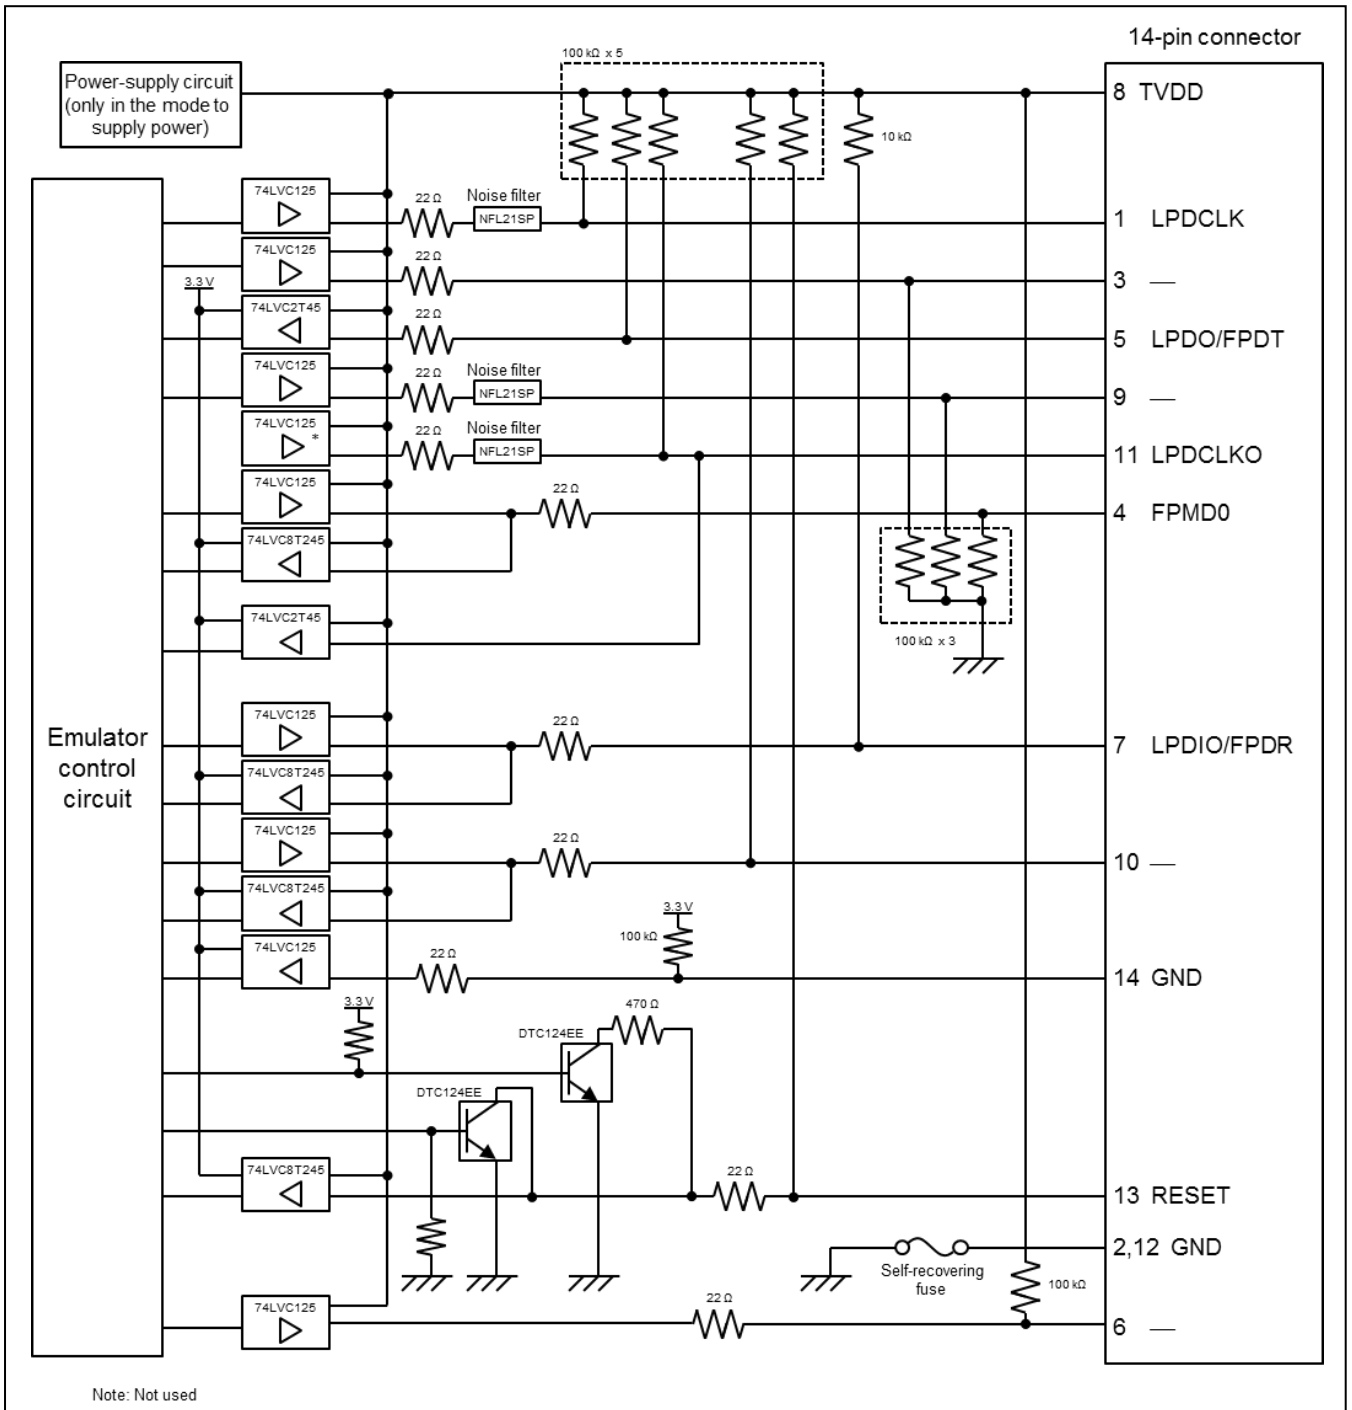 14-pin connector
100 kΩ x 5
Power-supply circuit
(only in the mode to
supply power)
8 TVDD
10 kΩ
74LVC125
22 Ω
Noise filter
NFL21SP
1 LPDCLK
74LVC125
22 Ω
3 —
3.3 V
74LVC2T45
22 Ω
5 LPDO/FPDT
74LVC125
22 Ω
Noise filter
NFL21SP
9 —
74LVC125
*
22 Ω
Noise filter
NFL21SP
11 LPDCLKO
74LVC125
22 Ω
4 FPMD0
74LVC8T245
74LVC2T45
100 kΩ x 3
Emulator
control
circuit
74LVC125
22 Ω
7 LPDIO/FPDR
74LVC8T245
74LVC125
22 Ω
10 —
74LVC8T245
3.3 V
100 kΩ
74LVC125
22 Ω
14 GND
3.3 V
470 Ω
DTC124EE
DTC124EE
74LVC8T245
22 Ω
13 RESET
2,12 GND
Self-recovering
fuse
100 kΩ
74LVC125
22 Ω
6 —
Note: Not used